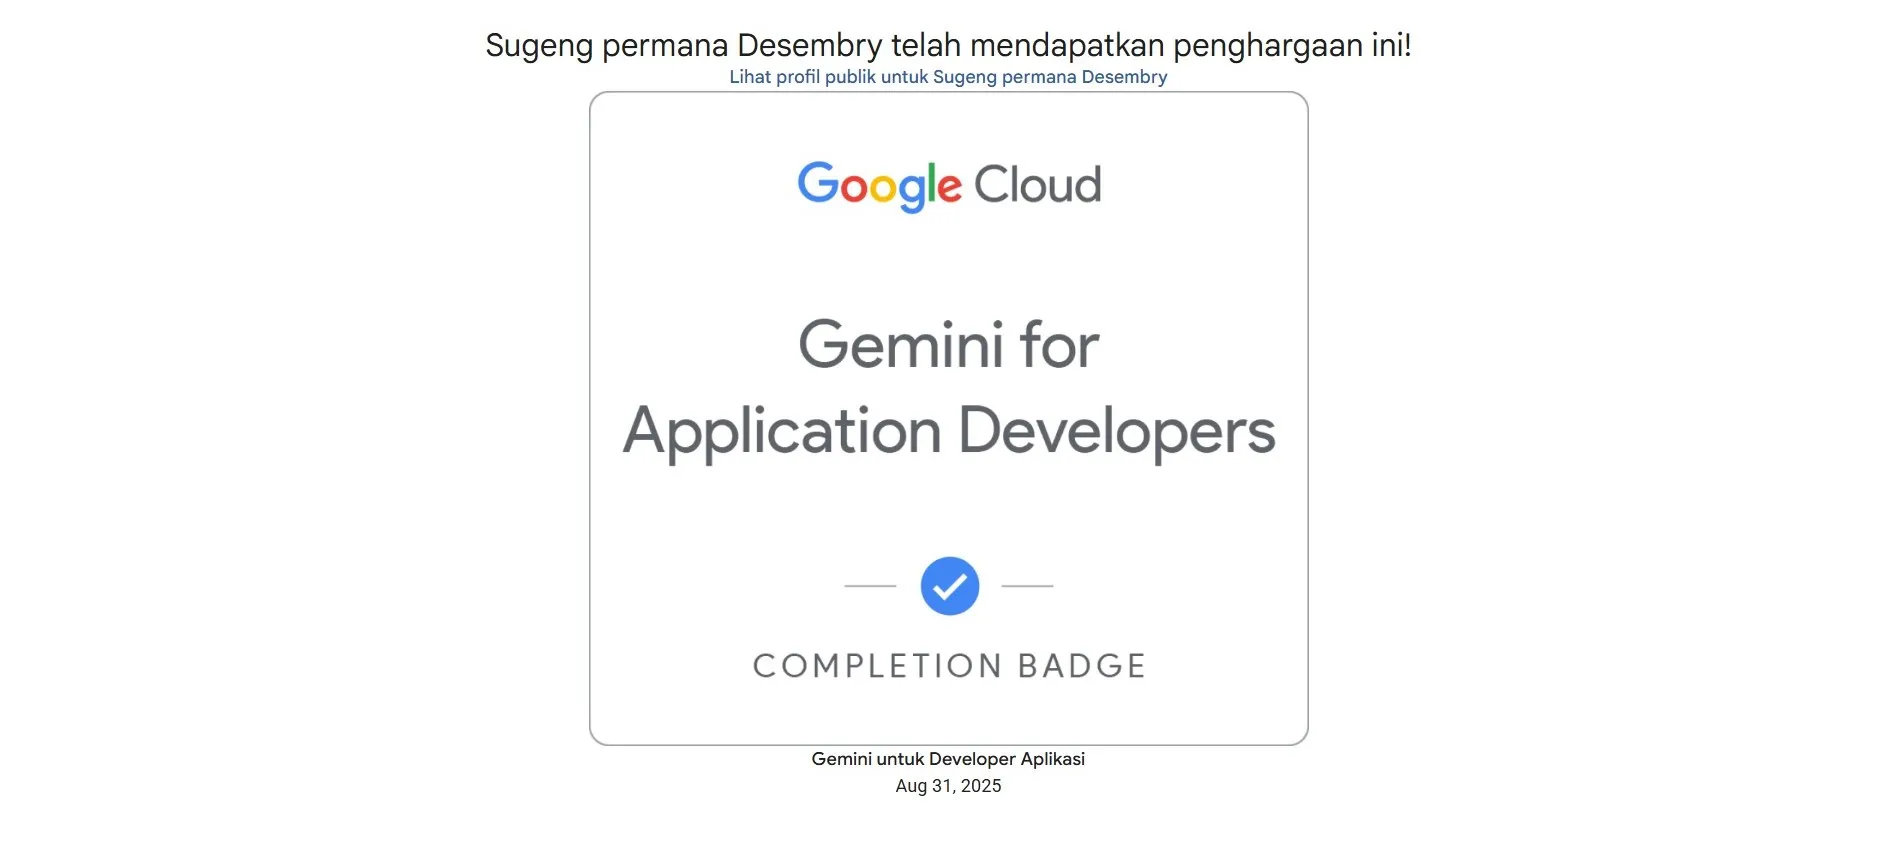 Sugeng permana Desembry telah mendapatkan penghargaan ini!
Lihat profil publik untuk Sugeng permana Desembry
Google Cloud
Gemini for
Application Developers
COMPLETION BADGE
Gemini untuk Developer Aplikasi
Aug 31, 2025